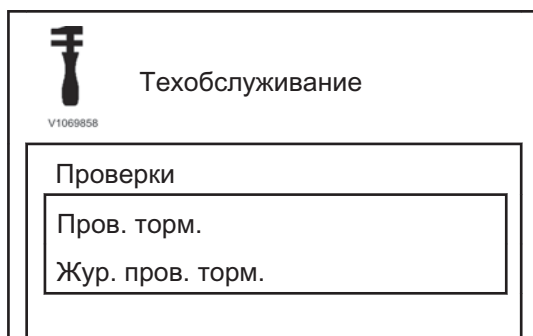 Техобслуживание
V1069858
Проверки
Пров. торм.
Жур. пров. торм.